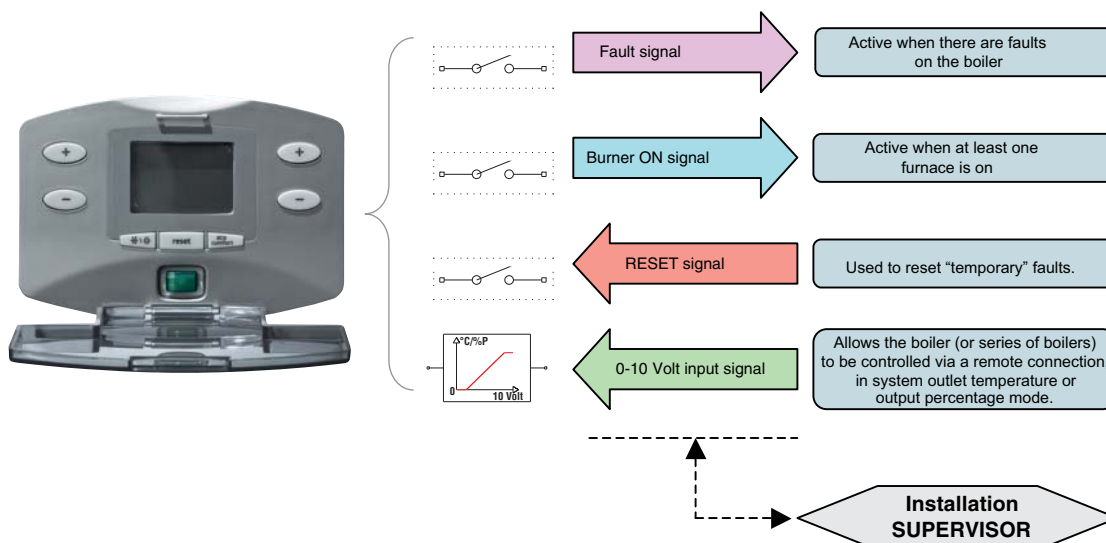 Fault signal
Active when there are faults
on the boiler
Burner ON signal
Active when at least one
furnace is on
RESET signal
Used to reset “temporary” faults.
0-10 Volt input signal
Allows the boiler (or series of boilers)
to be controlled via a remote connection
in system outlet temperature or
output percentage mode.
°C/%P
0
10 Volt
+
+
−
−
reset
eco
comfort
Installation
SUPERVISOR